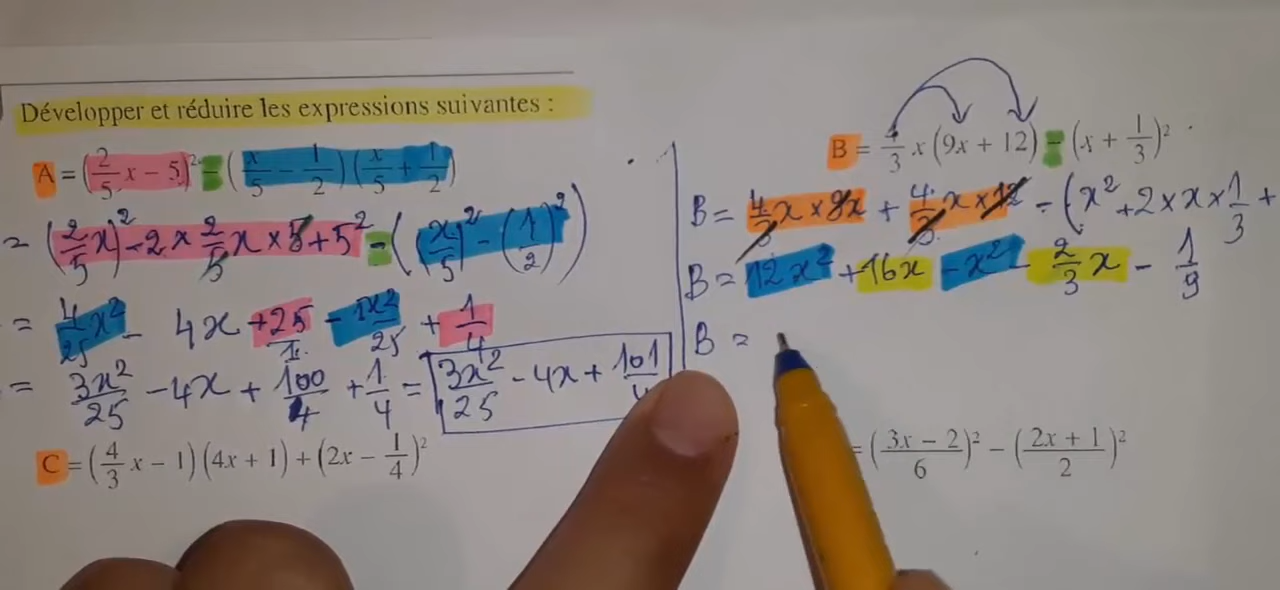 Développer et réduire les expressions suivantes :
A = (2/5 x − 5)² − (x/5 − 1/2)(x/5 + 1/2)
= (2/5 x)² − 2 × 2/5 x × 5 + 5² − ((x/5)² − (1/2)²)
= 4/25 x² − 4x + 25/1 − 1x²/25 + 1/4
= 3x²/25 − 4x + 100/4 + 1/4 = 3x²/25 − 4x + 101/4
C = (4/3 x − 1)(4x + 1) + (2x − 1/4)²
B = 4/3 x (9x + 12) − (x + 1/3)²
B = 4/3 x × 9x + 4/3 x × 12 − (x² + 2 × x × 1/3 +
B = 12x² + 16x − x² − 2/3 x − 1/9
B =
= ((3x − 2)/6)² − ((2x + 1)/2)²